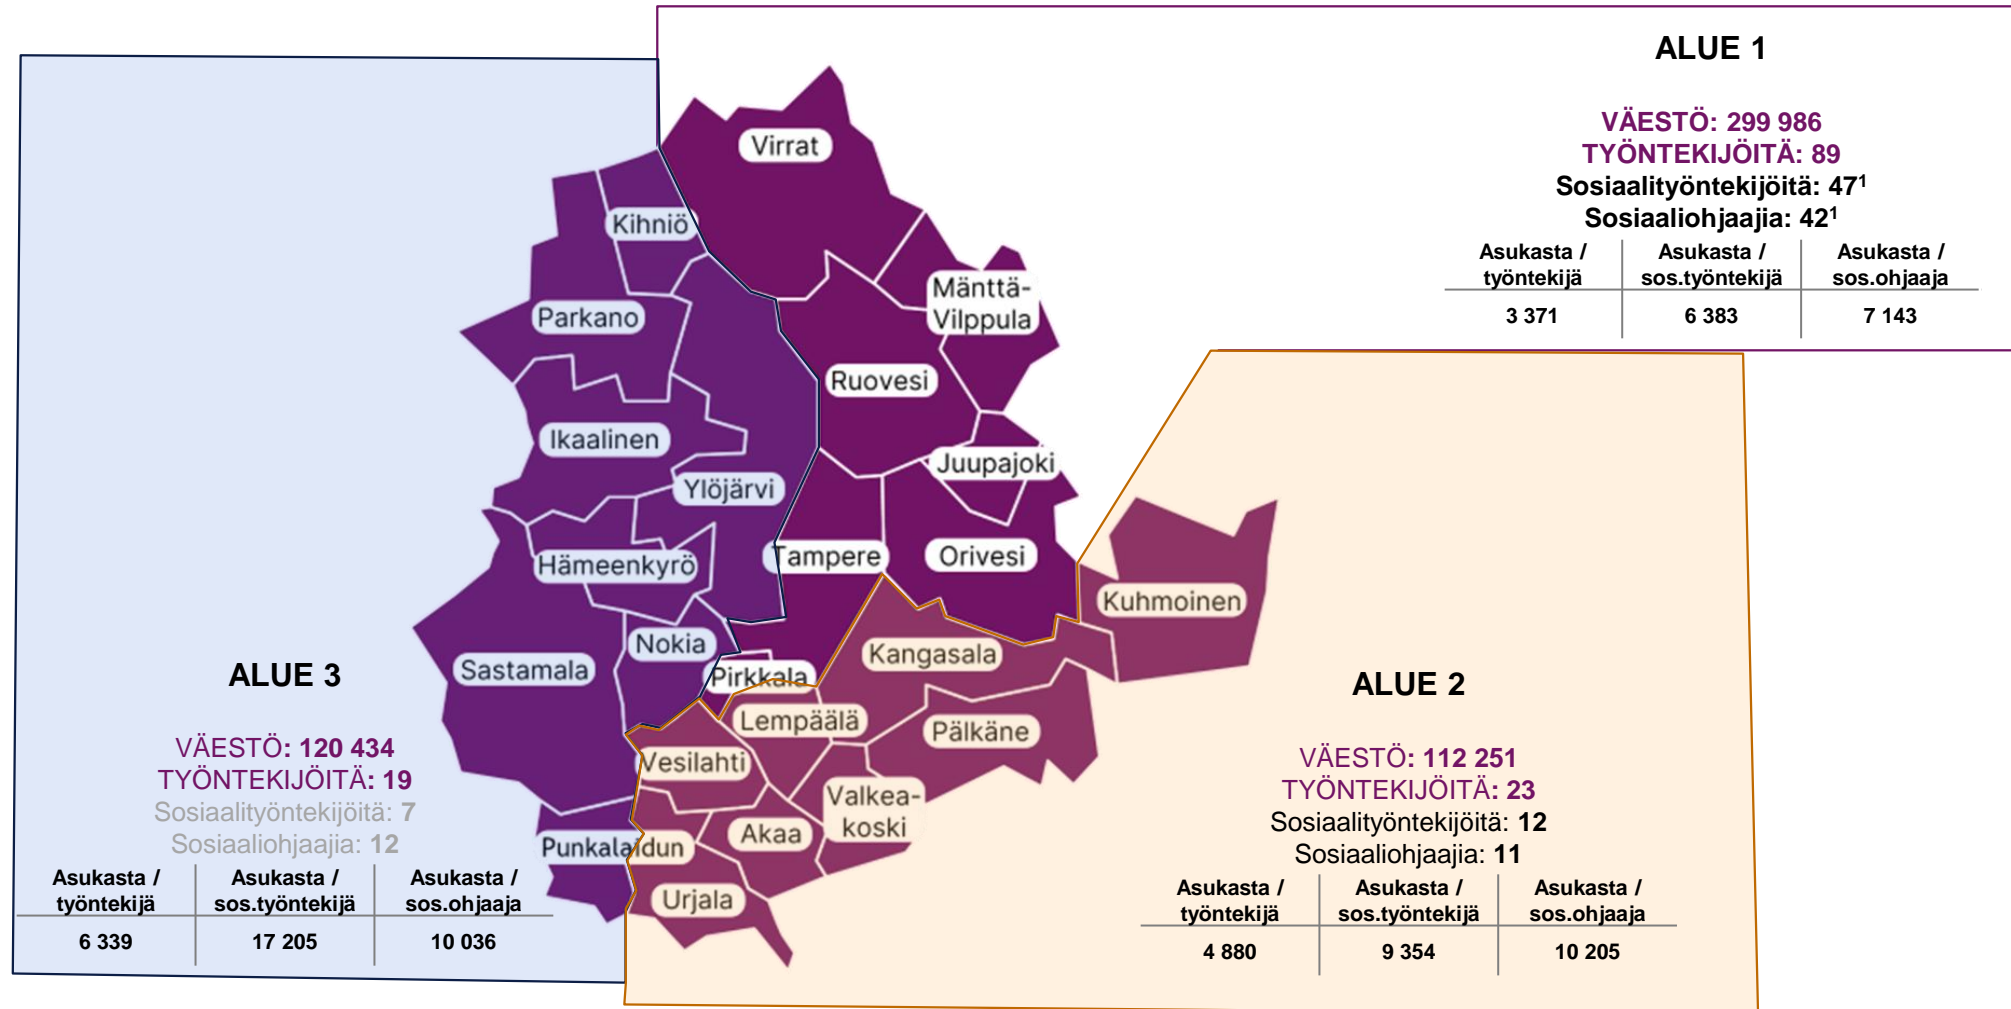 ALUE 1
VÄESTÖ: 299 986
TYÖNTEKIJÖITÄ: 89
Sosiaalityöntekijöitä: 47¹
Sosiaaliohjaajia: 42¹
Asukasta / työntekijä
Asukasta / sos.työntekijä
Asukasta / sos.ohjaaja
3 371
6 383
7 143
Virrat
Kihniö
Mänttä-
Vilppula
Parkano
Ruovesi
Ikaalinen
Juupajoki
Ylöjärvi
Hämeenkyrö
Tampere
Orivesi
Kuhmoinen
Nokia
Kangasala
Sastamala
Pirkkala
Lempäälä
Pälkäne
Vesilahti
Valkea-
koski
Akaa
Punkalaidun
Urjala
ALUE 3
VÄESTÖ: 120 434
TYÖNTEKIJÖITÄ: 19
Sosiaalityöntekijöitä: 7
Sosiaaliohjaajia: 12
Asukasta / työntekijä
Asukasta / sos.työntekijä
Asukasta / sos.ohjaaja
6 339
17 205
10 036
ALUE 2
VÄESTÖ: 112 251
TYÖNTEKIJÖITÄ: 23
Sosiaalityöntekijöitä: 12
Sosiaaliohjaajia: 11
Asukasta / työntekijä
Asukasta / sos.työntekijä
Asukasta / sos.ohjaaja
4 880
9 354
10 205